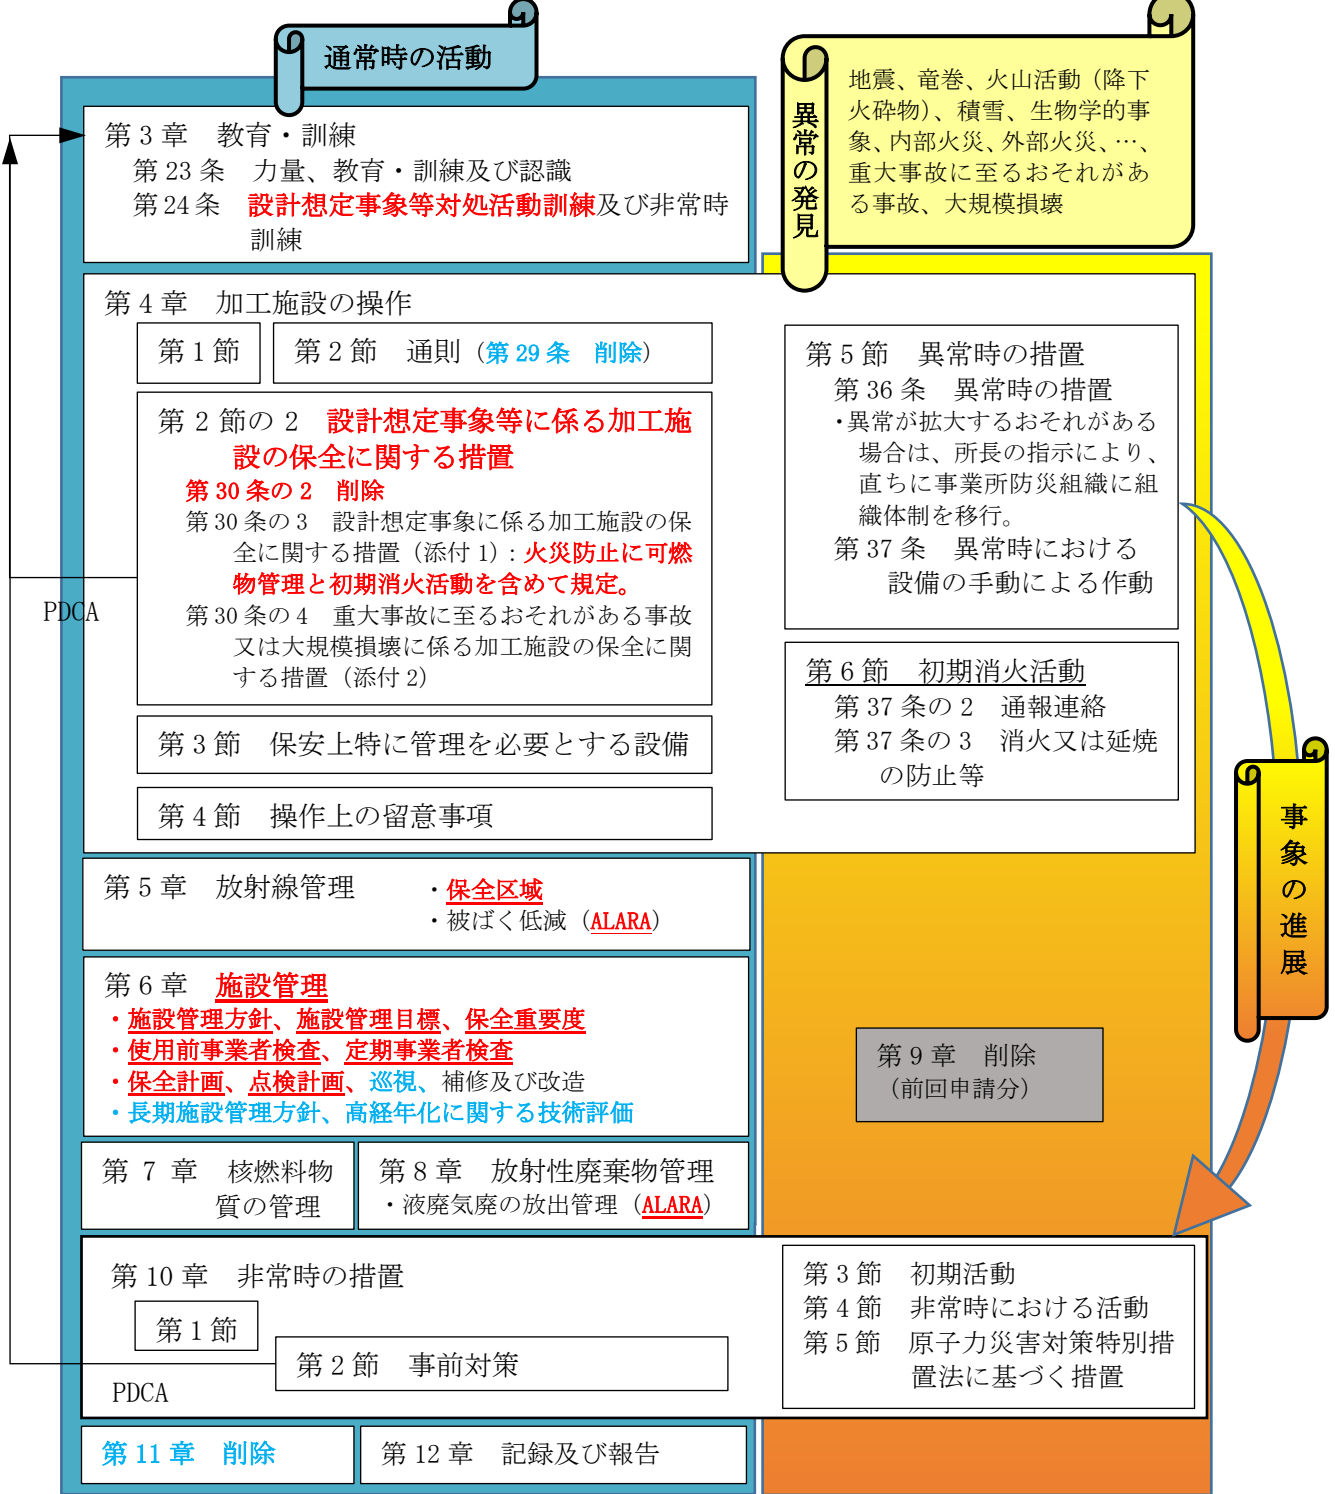 通常時の活動
異常の発見
地震、竜巻、火山活動（降下
火砕物）、積雪、生物学的事
象、内部火災、外部火災、…、
重大事故に至るおそれがあ
る事故、大規模損壊
第3章　教育・訓練
第23条　力量、教育・訓練及び認識
第24条　設計想定事象等対処活動訓練及び非常時
訓練
第4章　加工施設の操作
第1節
第2節　通則（第29条　削除）
第2節の2　設計想定事象等に係る加工施
設の保全に関する措置
第30条の2　削除
第30条の3　設計想定事象に係る加工施設の保
全に関する措置（添付1）：火災防止に可燃
物管理と初期消火活動を含めて規定。
第30条の4　重大事故に至るおそれがある事故
又は大規模損壊に係る加工施設の保全に関
する措置（添付2）
PDCA
第3節　保安上特に管理を必要とする設備
第4節　操作上の留意事項
第5節　異常時の措置
第36条　異常時の措置
・異常が拡大するおそれがある
場合は、所長の指示により、
直ちに事業所防災組織に組
織体制を移行。
第37条　異常時における
設備の手動による作動
第6節　初期消火活動
第37条の2　通報連絡
第37条の3　消火又は延焼
の防止等
事象の進展
第5章　放射線管理　・保全区域
・被ばく低減（ALARA）
第6章　施設管理
・施設管理方針、施設管理目標、保全重要度
・使用前事業者検査、定期事業者検査
・保全計画、点検計画、巡視、補修及び改造
・長期施設管理方針、高経年化に関する技術評価
第9章　削除
（前回申請分）
第7章　核燃料物
質の管理
第8章　放射性廃棄物管理
・液廃気廃の放出管理（ALARA）
第10章　非常時の措置
第1節
第2節　事前対策
PDCA
第3節　初期活動
第4節　非常時における活動
第5節　原子力災害対策特別措
置法に基づく措置
第11章　削除
第12章　記録及び報告